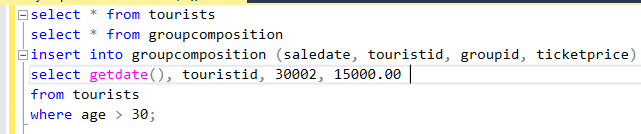 select * from tourists
select * from groupcomposition
insert into groupcomposition (saledate, touristid, groupid, ticketprice)
select getdate(), touristid, 30002, 15000.00
from tourists
where age > 30;